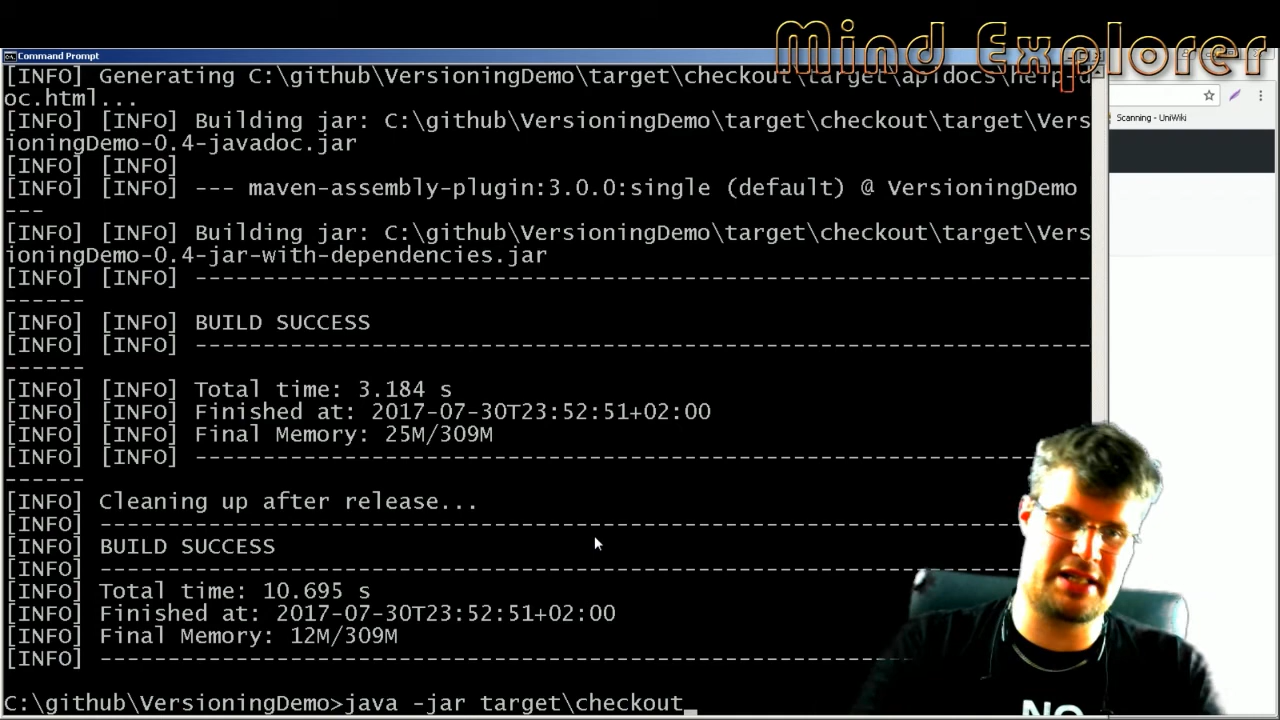 Mind Explorer
Command Prompt
[INFO] Generating C:\github\VersioningDemo\target\checkout\target\apidocs\help-d
oc.html...
[INFO] [INFO] Building jar: C:\github\VersioningDemo\target\checkout\target\Vers
ioningDemo-0.4-javadoc.jar
[INFO] [INFO]
[INFO] [INFO] --- maven-assembly-plugin:3.0.0:single (default) @ VersioningDemo
---
[INFO] [INFO] Building jar: C:\github\VersioningDemo\target\checkout\target\Vers
ioningDemo-0.4-jar-with-dependencies.jar
[INFO] [INFO] ------------------------------------------------------------------
------
[INFO] [INFO] BUILD SUCCESS
[INFO] [INFO] ------------------------------------------------------------------
------
[INFO] [INFO] Total time: 3.184 s
[INFO] [INFO] Finished at: 2017-07-30T23:52:51+02:00
[INFO] [INFO] Final Memory: 25M/309M
[INFO] [INFO] --------------------------------------------------------------
------
[INFO] Cleaning up after release...
[INFO] --------------------------------------------------------------------
[INFO] BUILD SUCCESS
[INFO] --------------------------------------------------------------------
[INFO] Total time: 10.695 s
[INFO] Finished at: 2017-07-30T23:52:51+02:00
[INFO] Final Memory: 12M/309M
[INFO] -----------------------------------------------------------
C:\github\VersioningDemo>java -jar target\checkout_
Scanning - UniWiki
NO